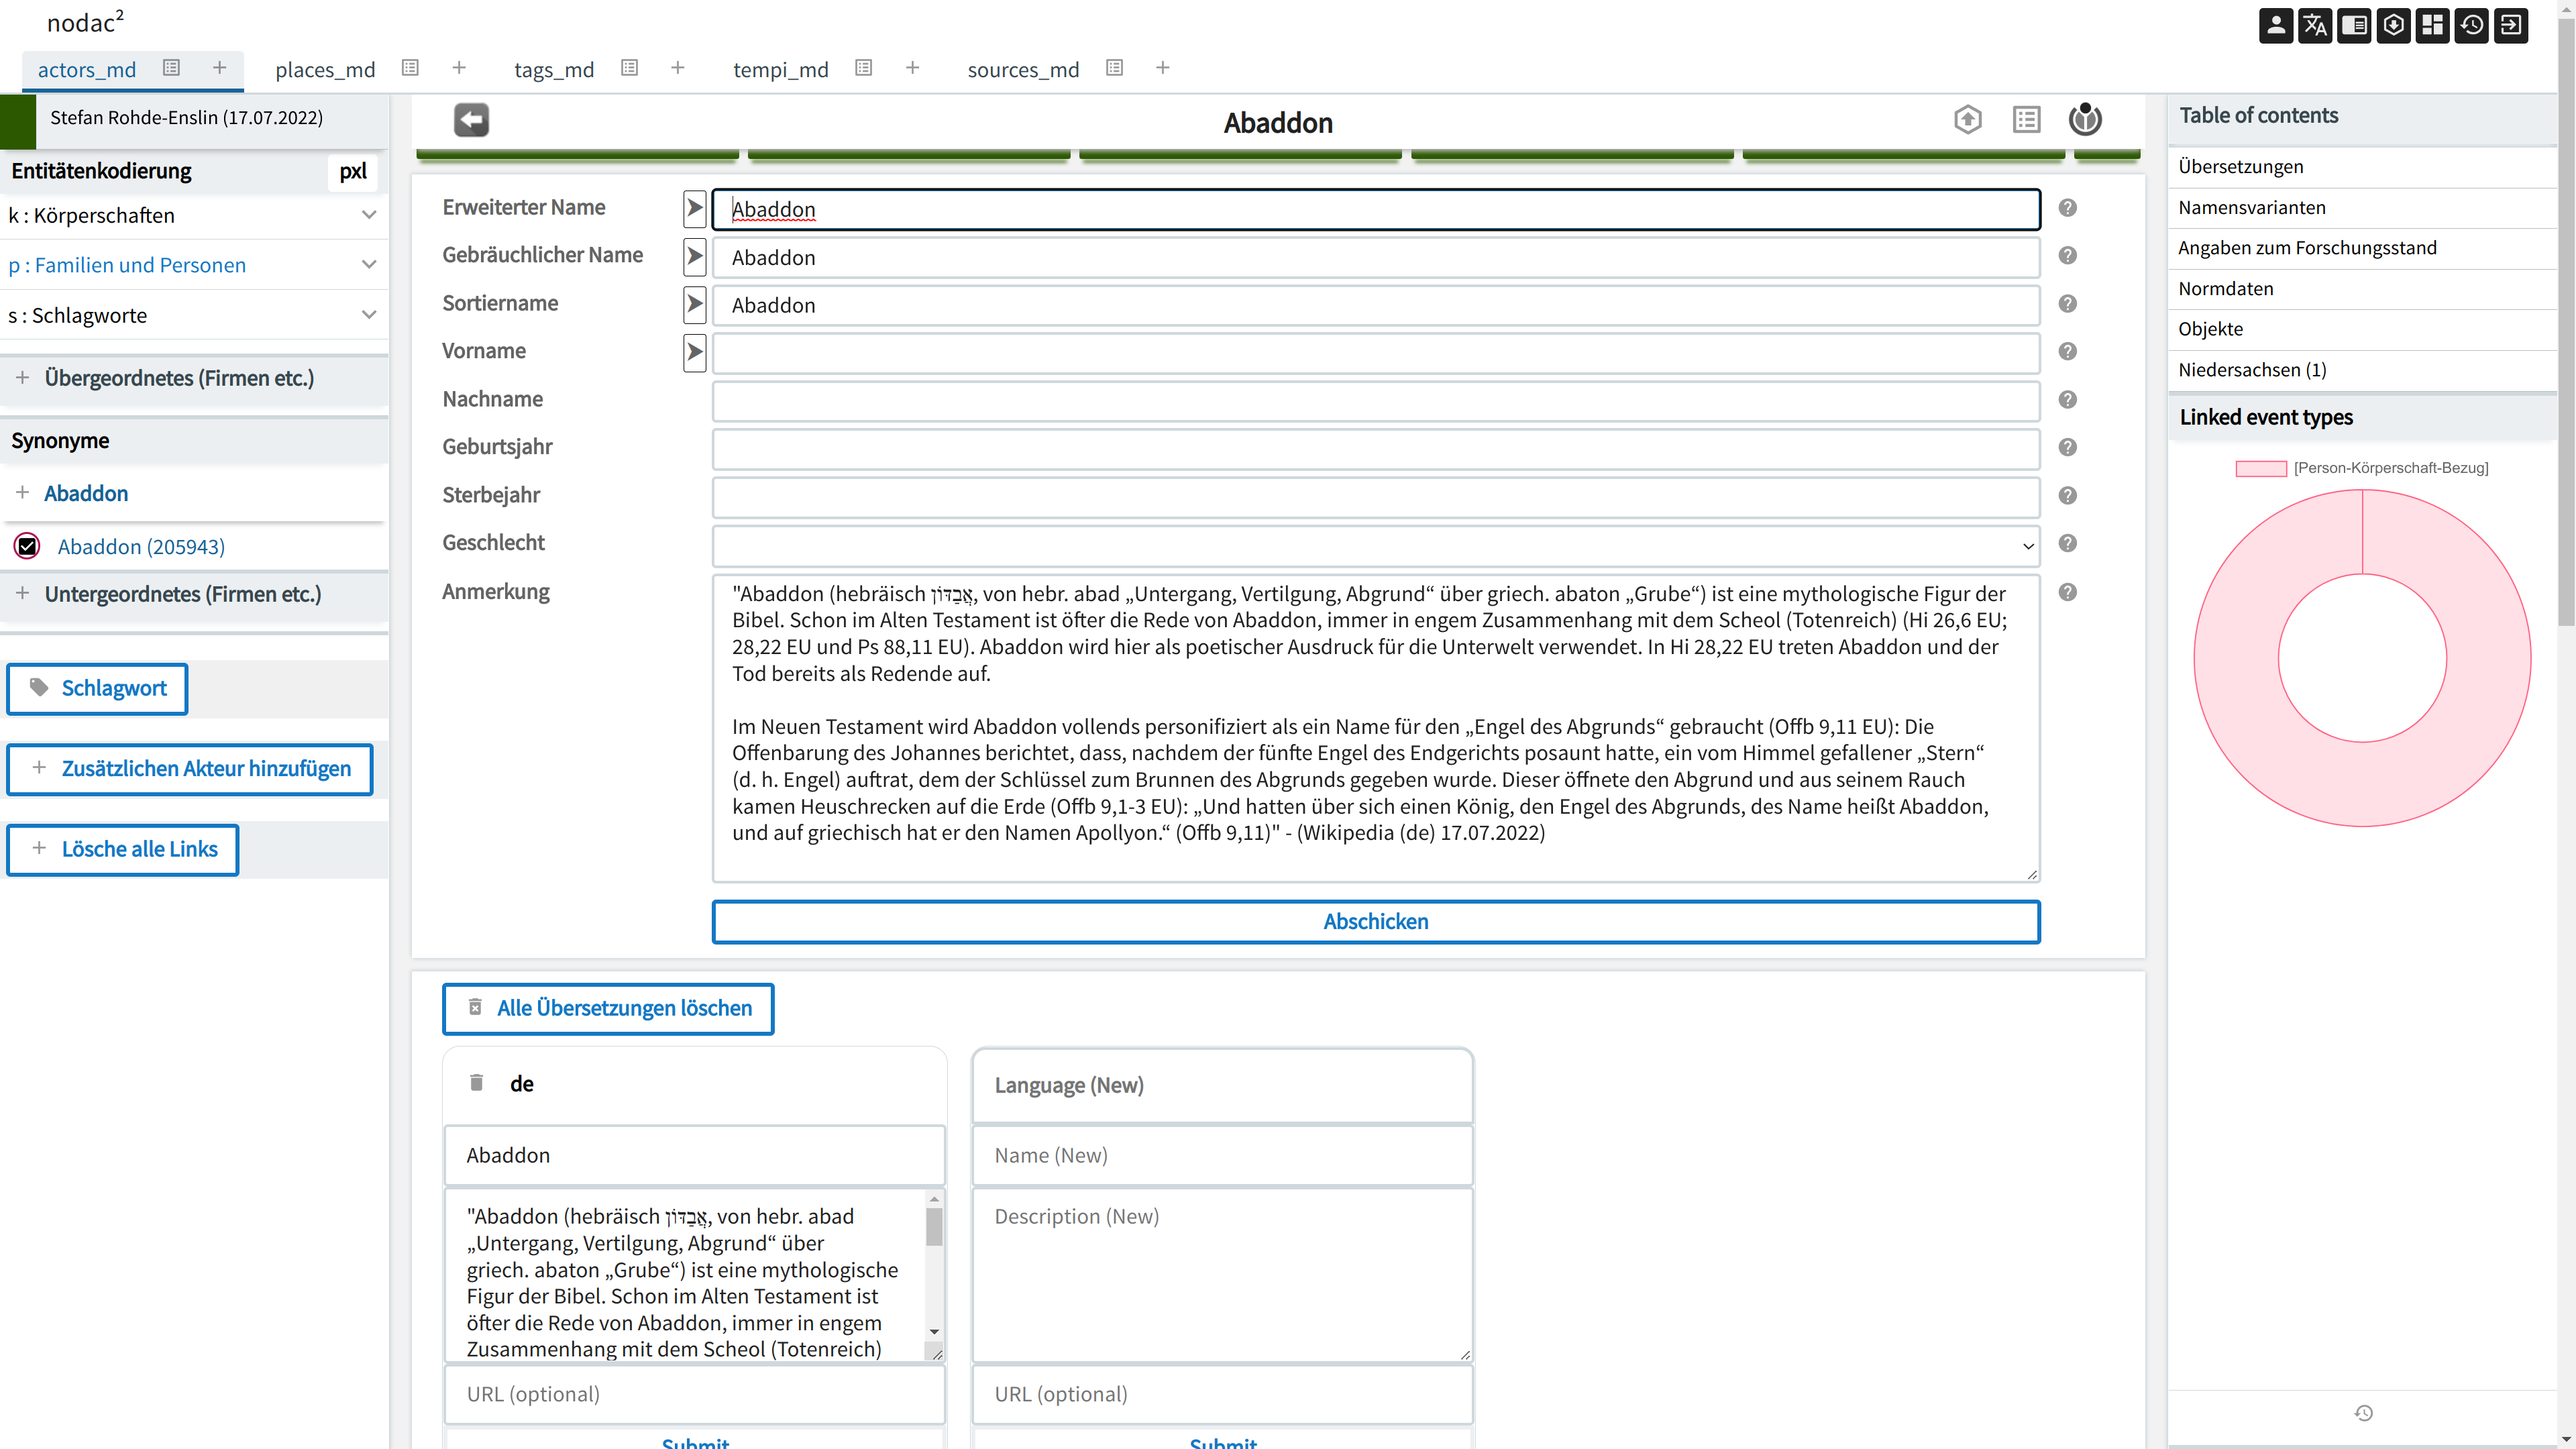 nodac²
actors_md
places_md
tags_md
tempi_md
sources_md
Stefan Rohde-Enslin (17.07.2022)
Entitätenkodierung
pxl
k : Körperschaften
p : Familien und Personen
s : Schlagworte
Übergeordnetes (Firmen etc.)
Synonyme
Abaddon
Abaddon (205943)
Untergeordnetes (Firmen etc.)
Schlagwort
Zusätzlichen Akteur hinzufügen
Lösche alle Links
Abaddon
Erweiterter Name
Abaddon
Gebräuchlicher Name
Abaddon
Sortiername
Abaddon
Vorname
Nachname
Geburtsjahr
Sterbejahr
Geschlecht
Anmerkung
"Abaddon (hebräisch אֲבַדּוֹן, von hebr. abad „Untergang, Vertilgung, Abgrund“ über griech. abaton „Grube“) ist eine mythologische Figur der
Bibel. Schon im Alten Testament ist öfter die Rede von Abaddon, immer in engem Zusammenhang mit dem Scheol (Totenreich) (Hi 26,6 EU;
28,22 EU und Ps 88,11 EU). Abaddon wird hier als poetischer Ausdruck für die Unterwelt verwendet. In Hi 28,22 EU treten Abaddon und der
Tod bereits als Redende auf.
Im Neuen Testament wird Abaddon vollends personifiziert als ein Name für den „Engel des Abgrunds“ gebraucht (Offb 9,11 EU): Die
Offenbarung des Johannes berichtet, dass, nachdem der fünfte Engel des Endgerichts posaunt hatte, ein vom Himmel gefallener „Stern“
(d. h. Engel) auftrat, dem der Schlüssel zum Brunnen des Abgrunds gegeben wurde. Dieser öffnete den Abgrund und aus seinem Rauch
kamen Heuschrecken auf die Erde (Offb 9,1-3 EU): „Und hatten über sich einen König, den Engel des Abgrunds, des Name heißt Abaddon,
und auf griechisch hat er den Namen Apollyon.“ (Offb 9,11)" - (Wikipedia (de) 17.07.2022)
Abschicken
Alle Übersetzungen löschen
de
Abaddon
"Abaddon (hebräisch אֲבַדּוֹן, von hebr. abad
„Untergang, Vertilgung, Abgrund“ über
griech. abaton „Grube“) ist eine mythologische
Figur der Bibel. Schon im Alten Testament ist
öfter die Rede von Abaddon, immer in engem
Zusammenhang mit dem Scheol (Totenreich)
URL (optional)
Submit
Language (New)
Name (New)
Description (New)
URL (optional)
Submit
Table of contents
Übersetzungen
Namensvarianten
Angaben zum Forschungsstand
Normdaten
Objekte
Niedersachsen (1)
Linked event types
[Person-Körperschaft-Bezug]